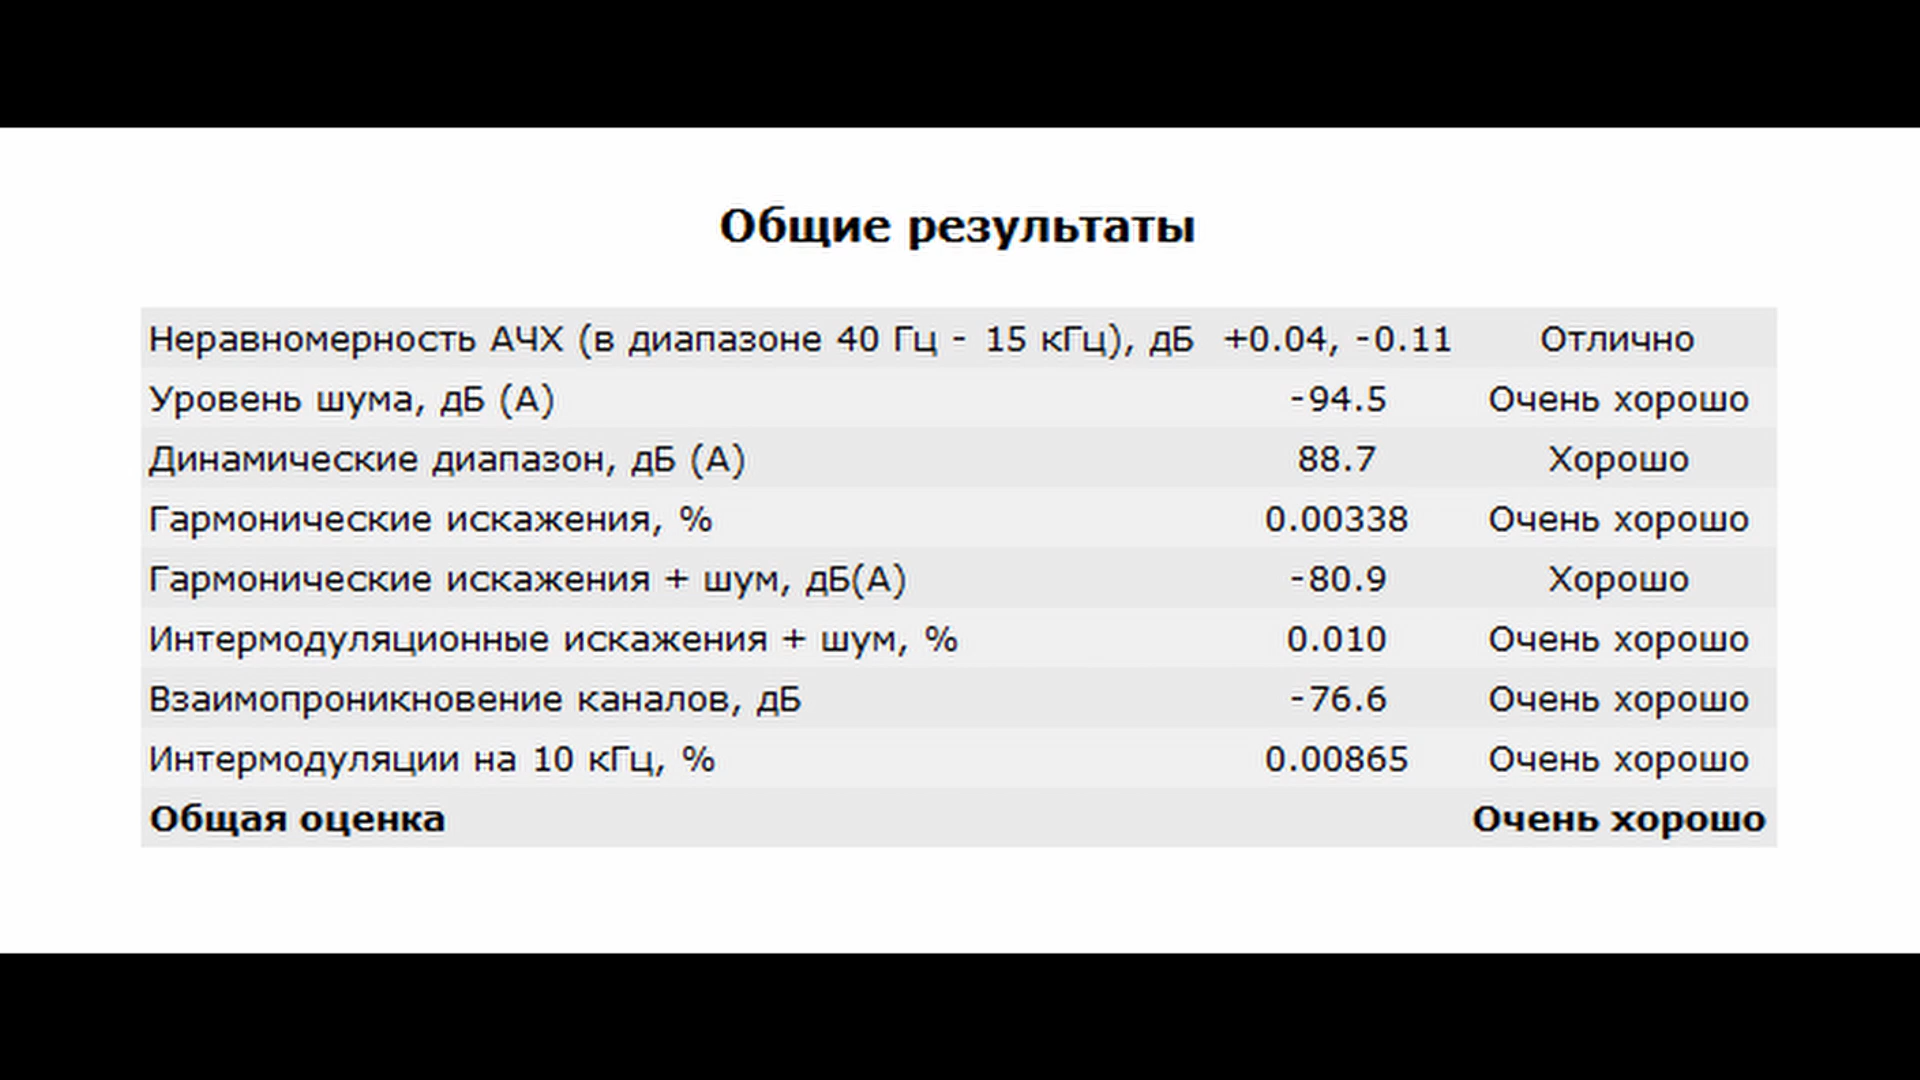 Общие результаты
Неравномерность АЧХ (в диапазоне 40 Гц - 15 кГц), дБ +0.04, -0.11 Отлично
Уровень шума, дБ (А) -94.5 Очень хорошо
Динамические диапазон, дБ (А) 88.7 Хорошо
Гармонические искажения, % 0.00338 Очень хорошо
Гармонические искажения + шум, дБ(А) -80.9 Хорошо
Интермодуляционные искажения + шум, % 0.010 Очень хорошо
Взаимопроникновение каналов, дБ -76.6 Очень хорошо
Интермодуляции на 10 кГц, % 0.00865 Очень хорошо
Общая оценка Очень хорошо